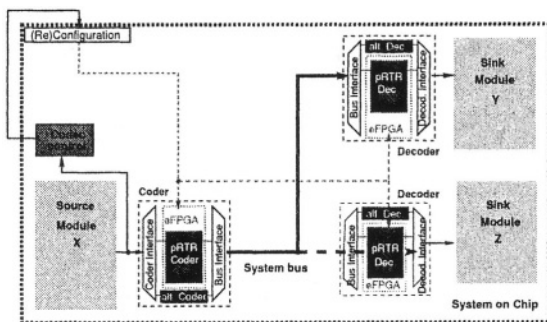 (Re)Configuration
alt Dec
Bus Interface
pRTR
Dec
Decod. Interface
eFPGA
Sink
Module
Y
Codec
control
Decoder
Source
Module
X
Coder
Coder Interface
eFPGA
pRTR
Coder
alt Coder
Bus Interface
System bus
Decoder
alt Dec
Bus Interface
pRTR
Dec
Decod. Interface
eFPGA
Sink
Module
Z
System on Chip